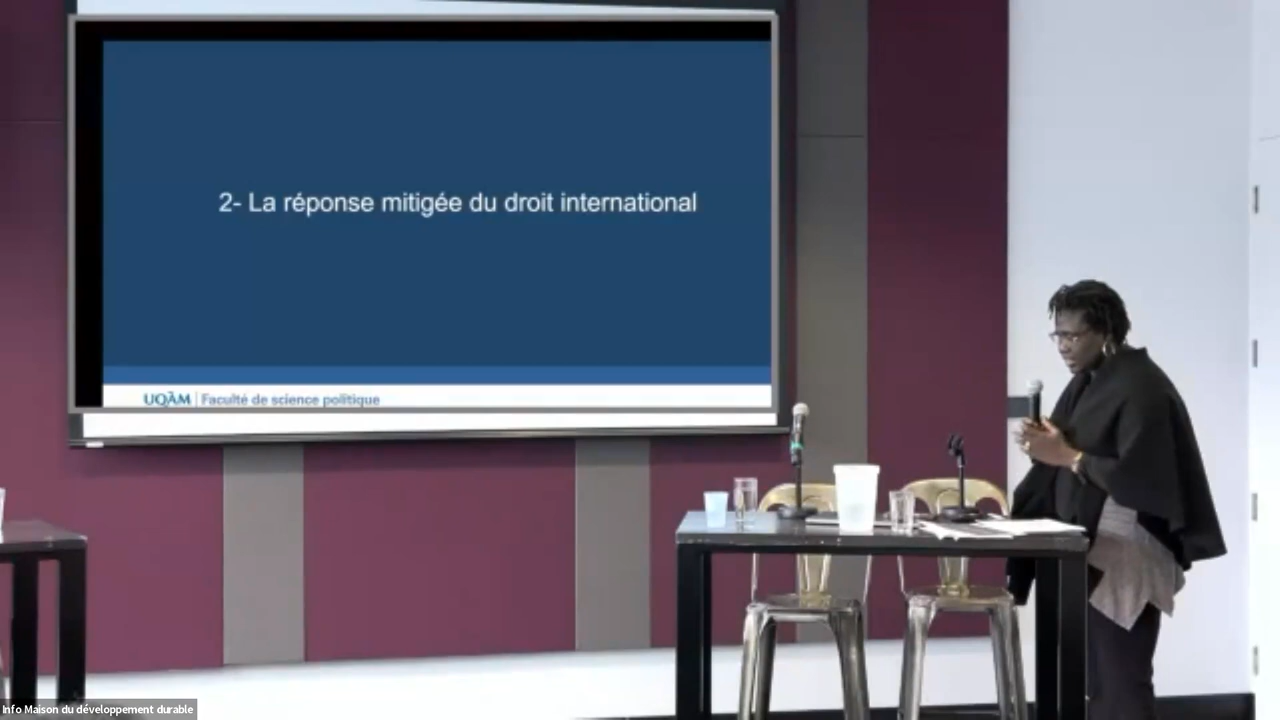 2- La réponse mitigée du droit international
UQÀM | Faculté de science politique
Info Maison du développement durable